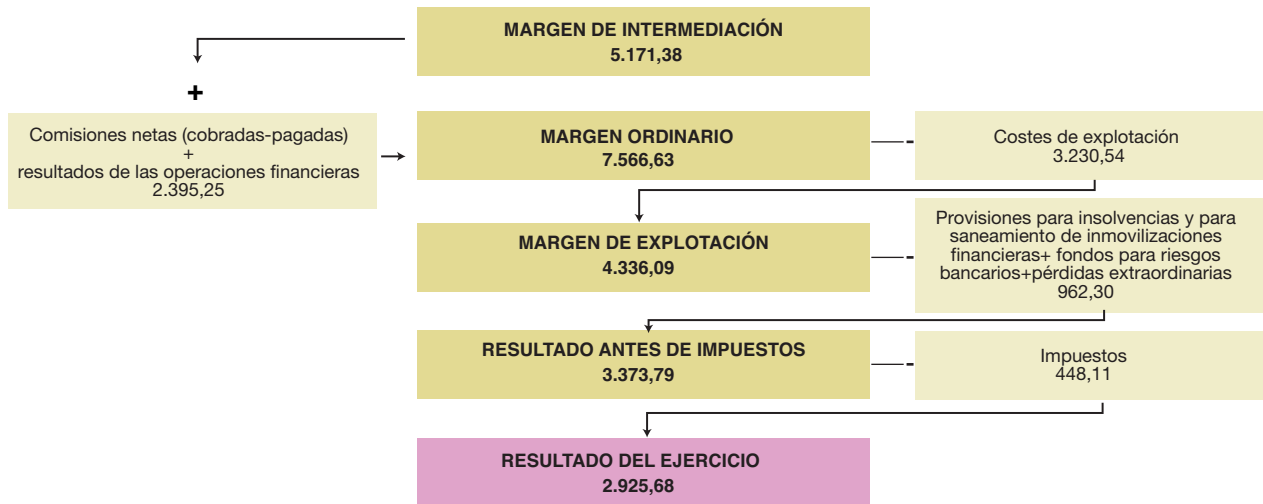 MARGEN DE INTERMEDIACIÓN
5.171,38
+
Comisiones netas (cobradas-pagadas)
+
resultados de las operaciones financieras
2.395,25
MARGEN ORDINARIO
7.566,63
-
Costes de explotación
3.230,54
MARGEN DE EXPLOTACIÓN
4.336,09
-
Provisiones para insolvencias y para
saneamiento de inmovilizaciones
financieras+ fondos para riesgos
bancarios+pérdidas extraordinarias
962,30
RESULTADO ANTES DE IMPUESTOS
3.373,79
-
Impuestos
448,11
RESULTADO DEL EJERCICIO
2.925,68